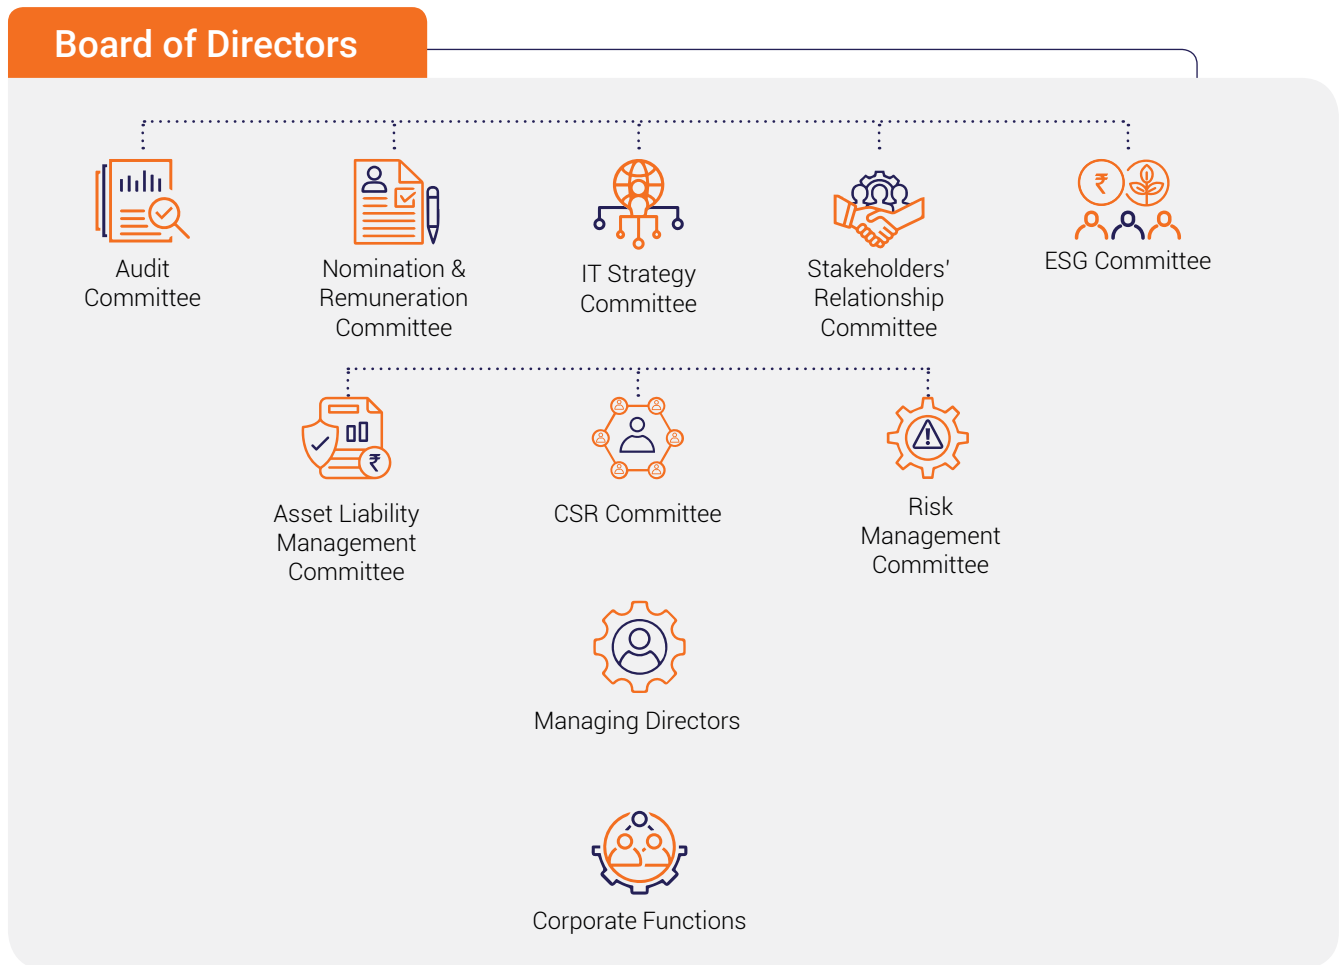 Board of Directors
Audit
Committee
Nomination &
Remuneration
Committee
IT Strategy
Committee
Stakeholders'
Relationship
Committee
ESG Committee
Asset Liability
Management
Committee
CSR Committee
Risk
Management
Committee
Managing Directors
Corporate Functions